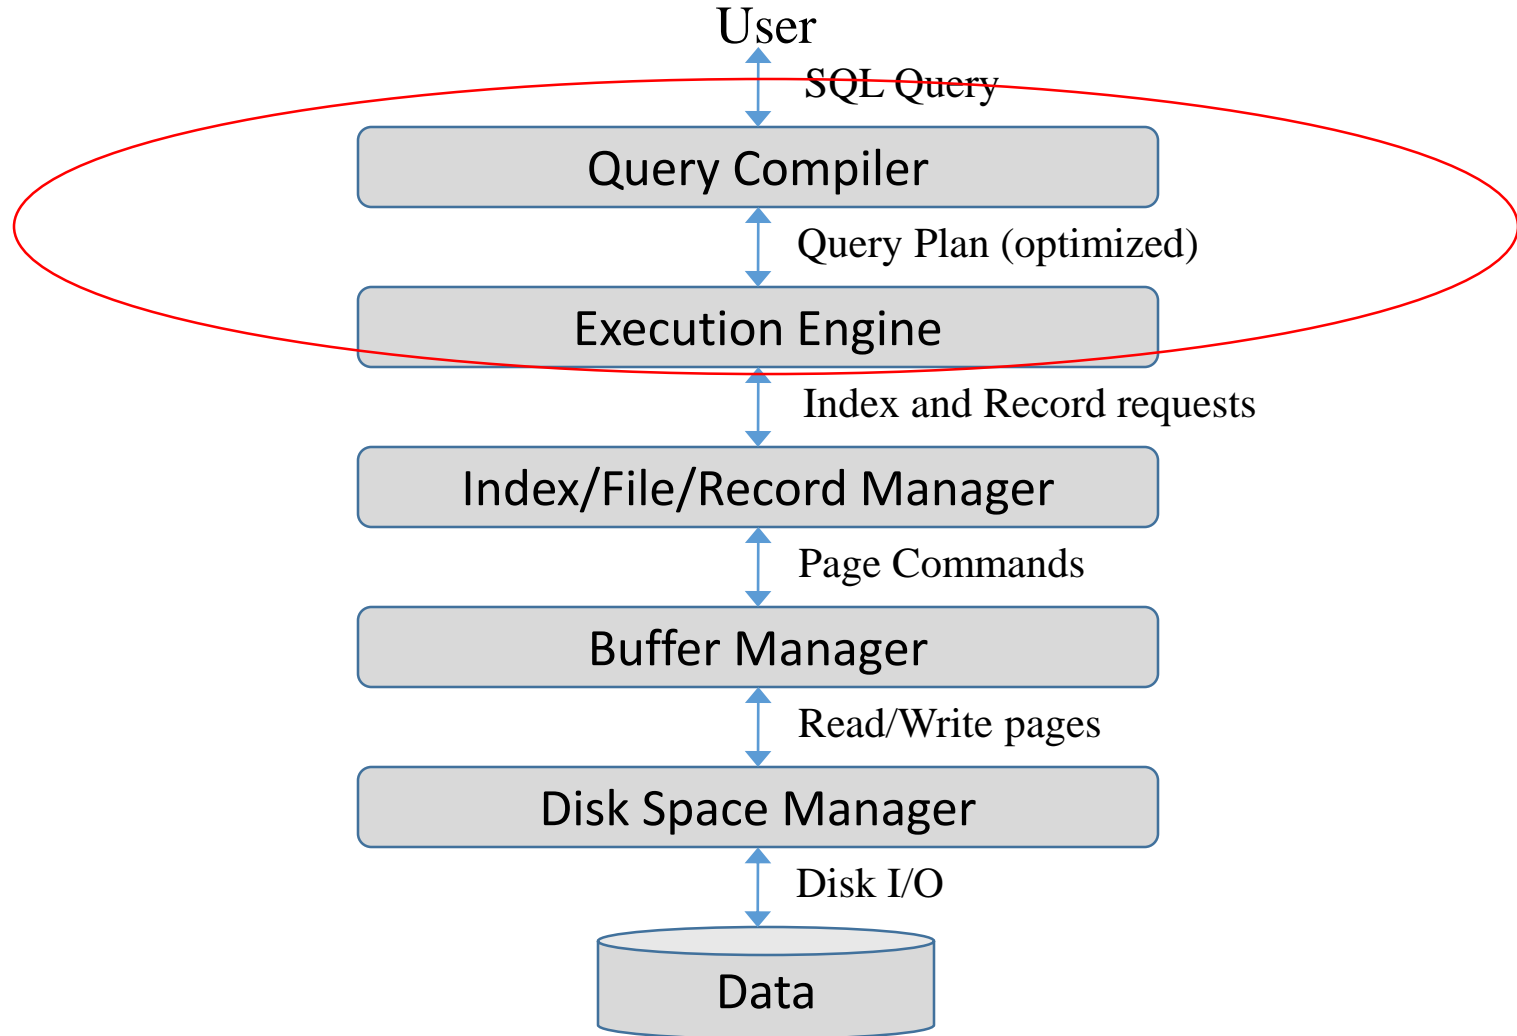 User
SQL Query
Query Compiler
Query Plan (optimized)
Execution Engine
Index and Record requests
Index/File/Record Manager
Page Commands
Buffer Manager
Read/Write pages
Disk Space Manager
Disk I/O
Data